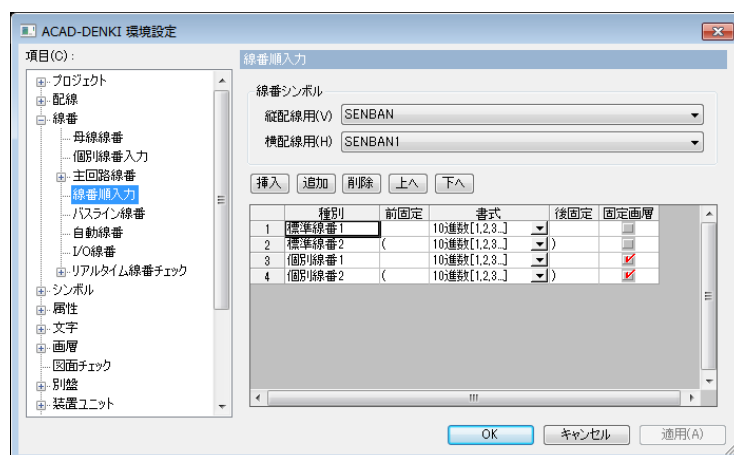 ACAD-DENKI 環境設定
項目(C) :
プロジェクト
配線
線番
母線線番
個別線番入力
主回路線番
線番順入力
バスライン線番
自動線番
I/O線番
リアルタイム線番チェック
シンボル
属性
文字
画層
図面チェック
別盤
装置ユニット
線番順入力
線番シンボル
縦配線用(V) SENBAN
横配線用(H) SENBAN1
挿入 追加 削除 上へ 下へ
種別 前固定 書式 後固定 固定画層
1 標準線番1 10進数[1,2,3...]
2 標準線番2 ( 10進数[1,2,3...] )
3 個別線番1 10進数[1,2,3...]
4 個別線番2 ( 10進数[1,2,3...] )
OK キャンセル 適用(A)